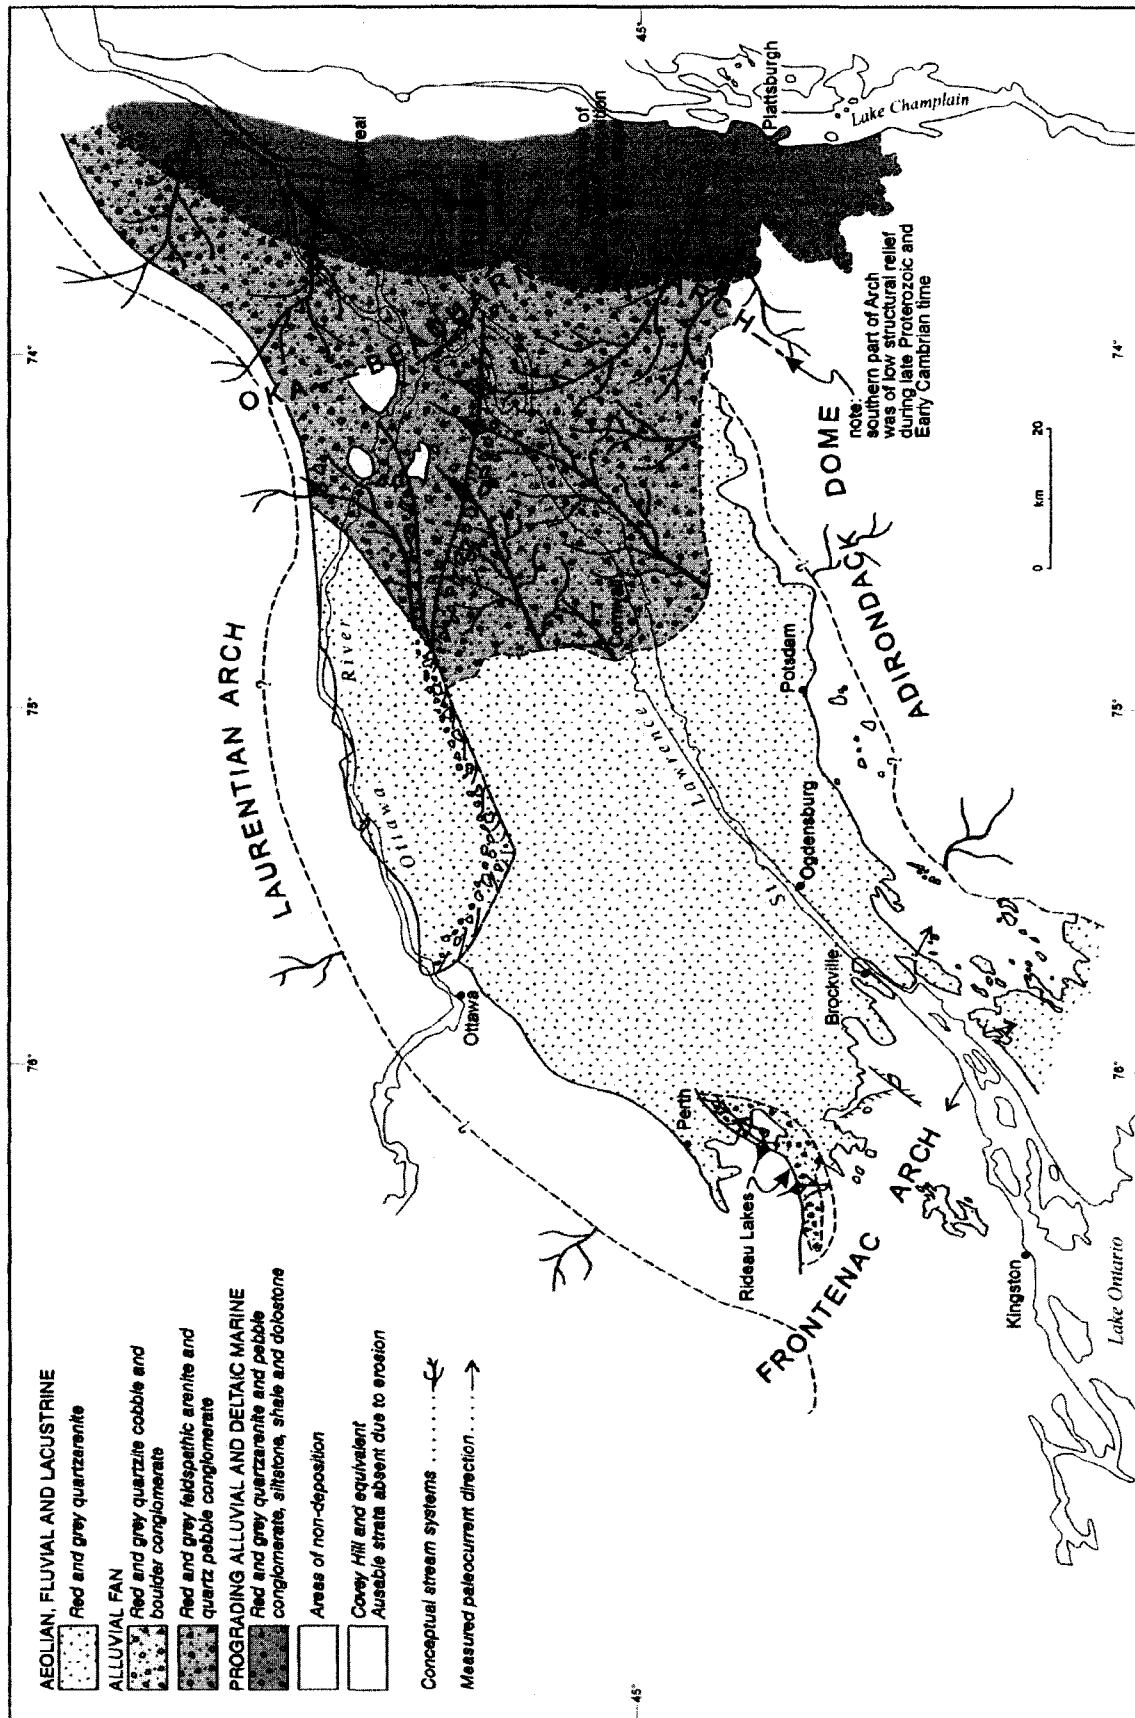 AEOLIAN, FLUVIAL AND LACUSTRINE
Red and grey quartzarenite
ALLUVIAL FAN
Red and grey quartzite cobble and
boulder conglomerate
Red and grey feldspathic arenite and
quartz pebble conglomerate
PROGRADING ALLUVIAL AND DELTAIC MARINE
Red and grey quartzarenite and pebble
conglomerate, siltstone, shale and dolostone
Areas of non-deposition
Covey Hill and equivalent
Ausable strata absent due to erosion
Conceptual stream systems
Measured paleocurrent direction
76°
75°
74°
45°
45°
76°
75°
74°
LAURENTIAN ARCH
?
Ottawa River
Ottawa
Perth
Rideau Lakes
FRONTENAC ARCH
Kingston
Lake Ontario
Brockville
Ogdensburg
St. Lawrence
Potsdam
?
ADIRONDACK DOME
ARCH
note:
southern part of Arch
was of low structural relief
during late Proterozoic and
Early Cambrian time
0 km 20
Plattsburgh
Lake Champlain